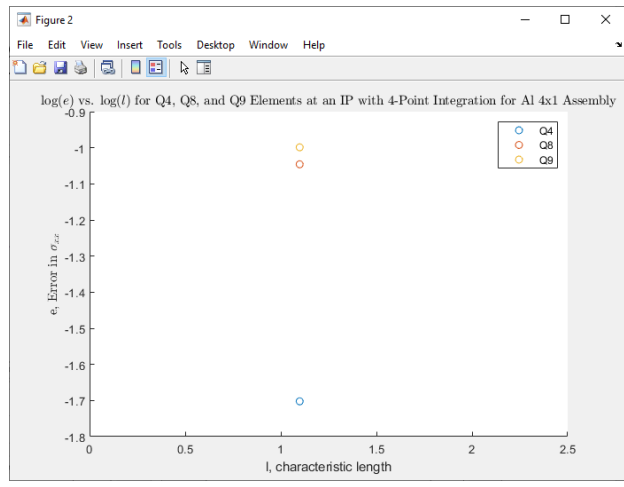 Figure 2
File Edit View Insert Tools Desktop Window Help
log(e) vs. log(l) for Q4, Q8, and Q9 Elements at an IP with 4-Point Integration for Al 4x1 Assembly
-0.9
-1
-1.1
-1.2
-1.3
-1.4
-1.5
-1.6
-1.7
-1.8
e, Error in σxx
Q4
Q8
Q9
0 0.5 1 1.5 2 2.5
l, characteristic length